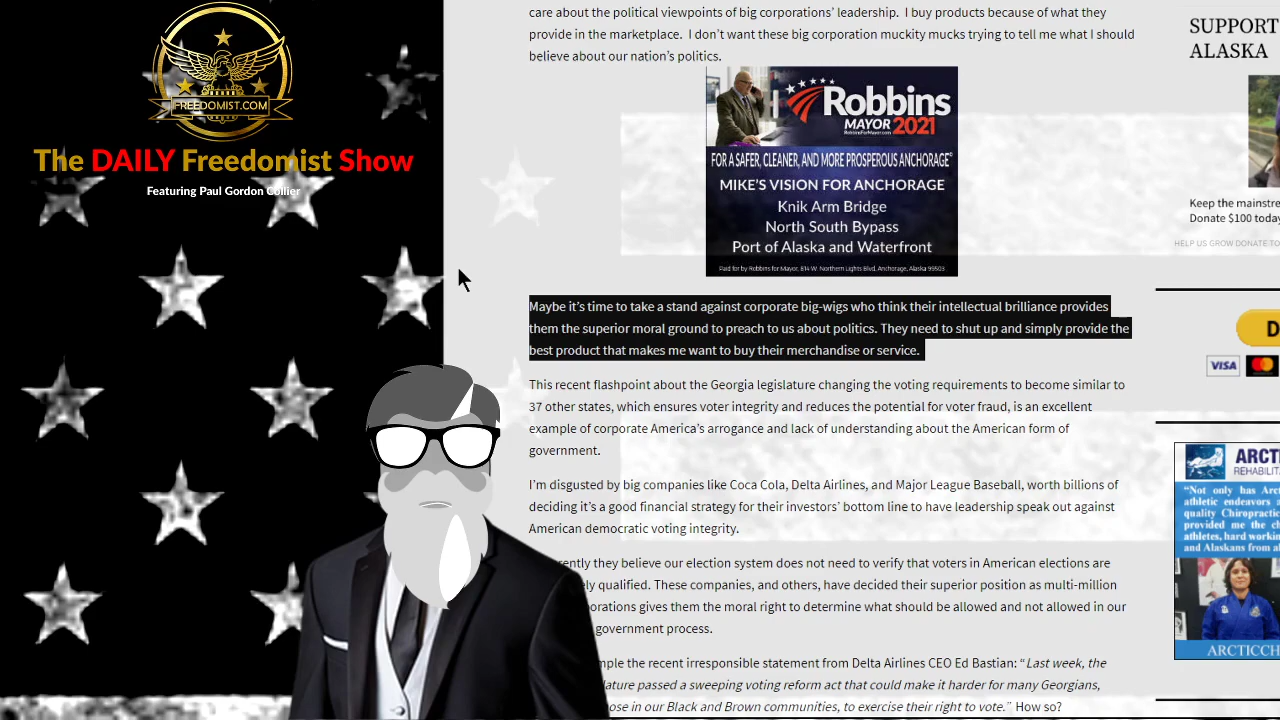 FREEDOMIST.COM
The DAILY Freedomist Show
Featuring Paul Gordon Collier
care about the political viewpoints of big corporations’ leadership.  I buy products because of what they
provide in the marketplace.  I don’t want these big corporation muckity mucks trying to tell me what I should
believe about our nation’s politics.
Robbins
MAYOR 2021
RobbinsForMayor.com
FOR A SAFER, CLEANER, AND MORE PROSPEROUS ANCHORAGE"
MIKE’S VISION FOR ANCHORAGE
Knik Arm Bridge
North South Bypass
Port of Alaska and Waterfront
Paid for by Robbins for Mayor. 814 W. Northern Lights Blvd. Anchorage, Alaska 99503
Maybe it’s time to take a stand against corporate big-wigs who think their intellectual brilliance provides
them the superior moral ground to preach to us about politics. They need to shut up and simply provide the
best product that makes me want to buy their merchandise or service.
This recent flashpoint about the Georgia legislature changing the voting requirements to become similar to
37 other states, which ensures voter integrity and reduces the potential for voter fraud, is an excellent
example of corporate America’s arrogance and lack of understanding about the American form of
government.
I’m disgusted by big companies like Coca Cola, Delta Airlines, and Major League Baseball, worth billions of
deciding it’s a good financial strategy for their investors’ bottom line to have leadership speak out against
America democratic voting integrity.
rently they believe our election system does not need to verify that voters in American elections are
ely qualified. These companies, and others, have decided their superior position as multi-million
orporations gives them the moral right to determine what should be allowed and not allowed in our
government process.
mple the recent irresponsible statement from Delta Airlines CEO Ed Bastian: “Last week, the
lature passed a sweeping voting reform act that could make it harder for many Georgians,
ose in our Black and Brown communities, to exercise their right to vote.” How so?
SUPPORT
ALASKA
Keep the mainstre
Donate $100 today
HELP US GROW DONATE TO
D
VISA
ARCTI
REHABILITA
“Not only has Arc
athletic endeavors a
quality Chiropractic
provided me the ch
athletes, hard workin
and Alaskans from al
ARCTICCH